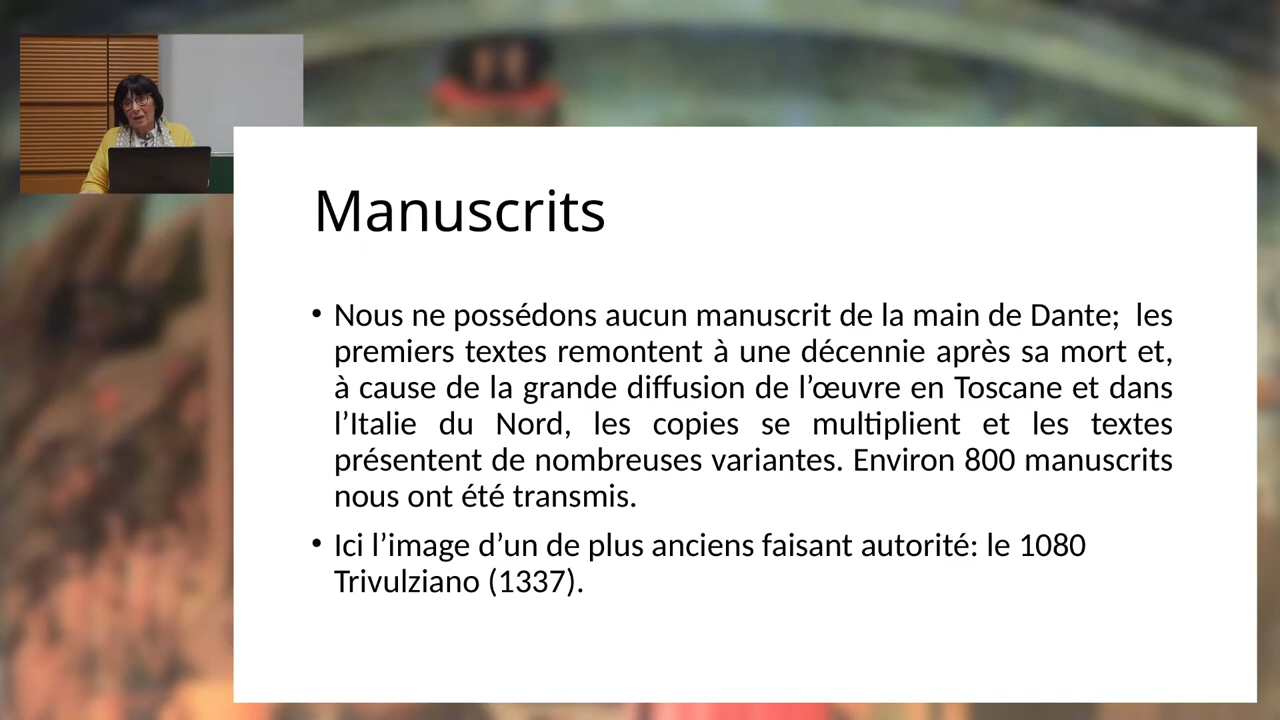 Manuscrits
• Nous ne possédons aucun manuscrit de la main de Dante;  les
premiers textes remontent à une décennie après sa mort et,
à cause de la grande diffusion de l’œuvre en Toscane et dans
l’Italie du Nord, les copies se multiplient et les textes
présentent de nombreuses variantes. Environ 800 manuscrits
nous ont été transmis.
• Ici l’image d’un de plus anciens faisant autorité: le 1080
Trivulziano (1337).